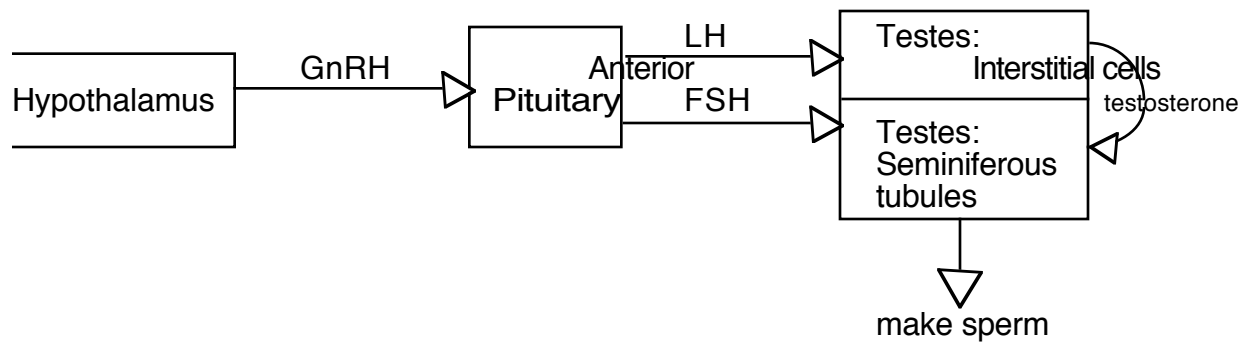 Hypothalamus
GnRH
Anterior
Pituitary
LH
FSH
Testes:
Interstitial cells
testosterone
Testes:
Seminiferous
tubules
make sperm